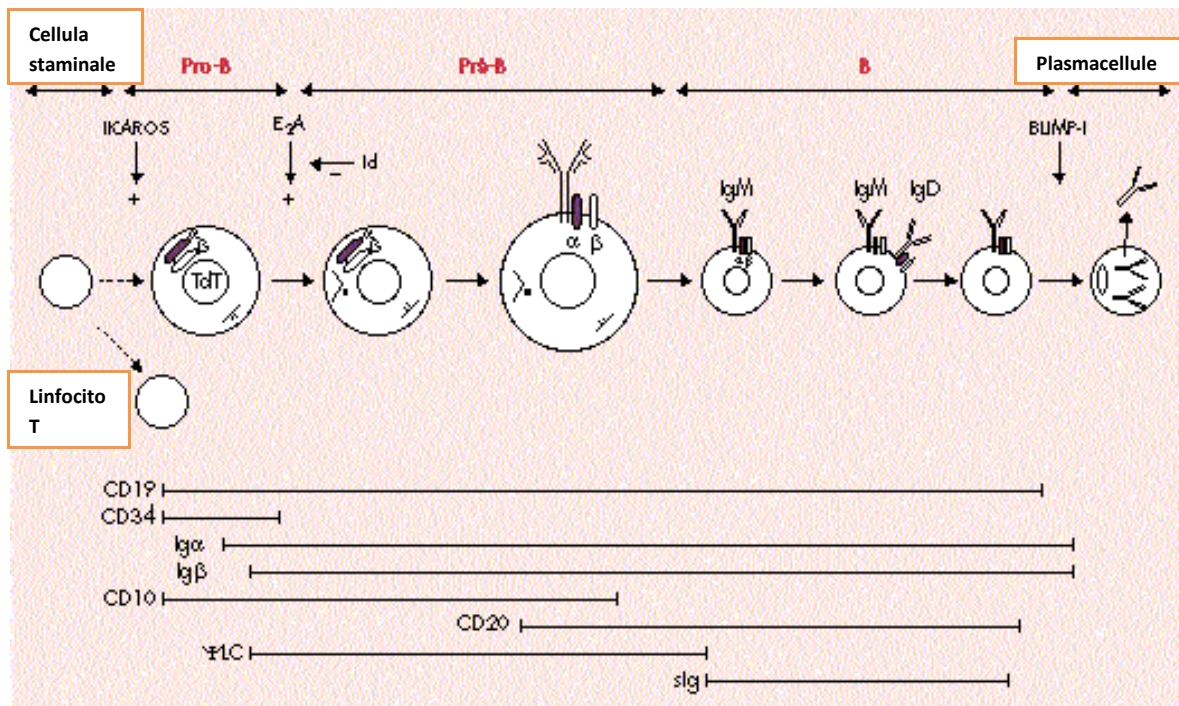 Cellula
staminale
Pro-B
Pré-B
B
Plasmacellule
IKAROS
E2A
Id
BLIMP-I
+
–
+
IgM
IgM
IgD
TdT
α β
αβ
Linfocito
T
CD19
CD34
Igα
Igβ
CD10
CD20
ΨLC
sIg